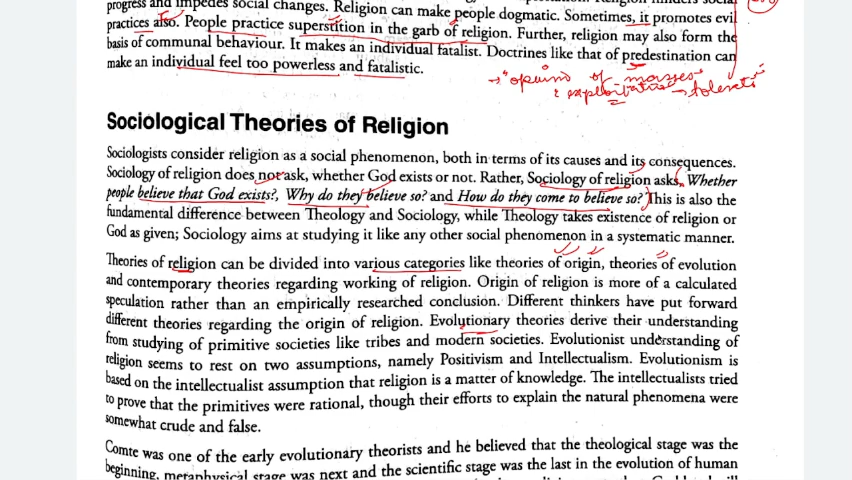 progress and impedes social changes. Religion can make people dogmatic. Sometimes, it promotes evil
practices also. People practice superstition in the garb of religion. Further, religion may also form the
basis of communal behaviour. It makes an individual fatalist. Doctrines like that of predestination can
make an individual feel too powerless and fatalistic.
of masses
Sociological Theories of Religion
Sociologists consider religion as a social phenomenon, both in terms of its causes and its consequences.
Sociology of religion does not ask, whether God exists or not. Rather, Sociology of religion asks, Whether
people believe that God exists?, Why do they believe so? and How do they come to believe so? This is also the
fundamental difference between Theology and Sociology, while Theology takes existence of religion or
God as given; Sociology aims at studying it like any other social phenomenon in a systematic manner.
Theories of religion can be divided into various categories like theories of origin, theories of evolution
and contemporary theories regarding working of religion. Origin of religion is more of a calculated
speculation rather than an empirically researched conclusion. Different thinkers have put forward
different theories regarding the origin of religion. Evolutionary theories derive their understanding
from studying of primitive societies like tribes and modern societies. Evolutionist understanding of
religion seems to rest on two assumptions, namely Positivism and Intellectualism. Evolutionism is
based on the intellectualist assumption that religion is a matter of knowledge. The intellectualists tried
to prove that the primitives were rational, though their efforts to explain the natural phenomena were
somewhat crude and false.
Comte was one of the early evolutionary theorists and he believed that the theological stage was the
beginning, metaphysical stage was next and the scientific stage was the last in the evolution of human